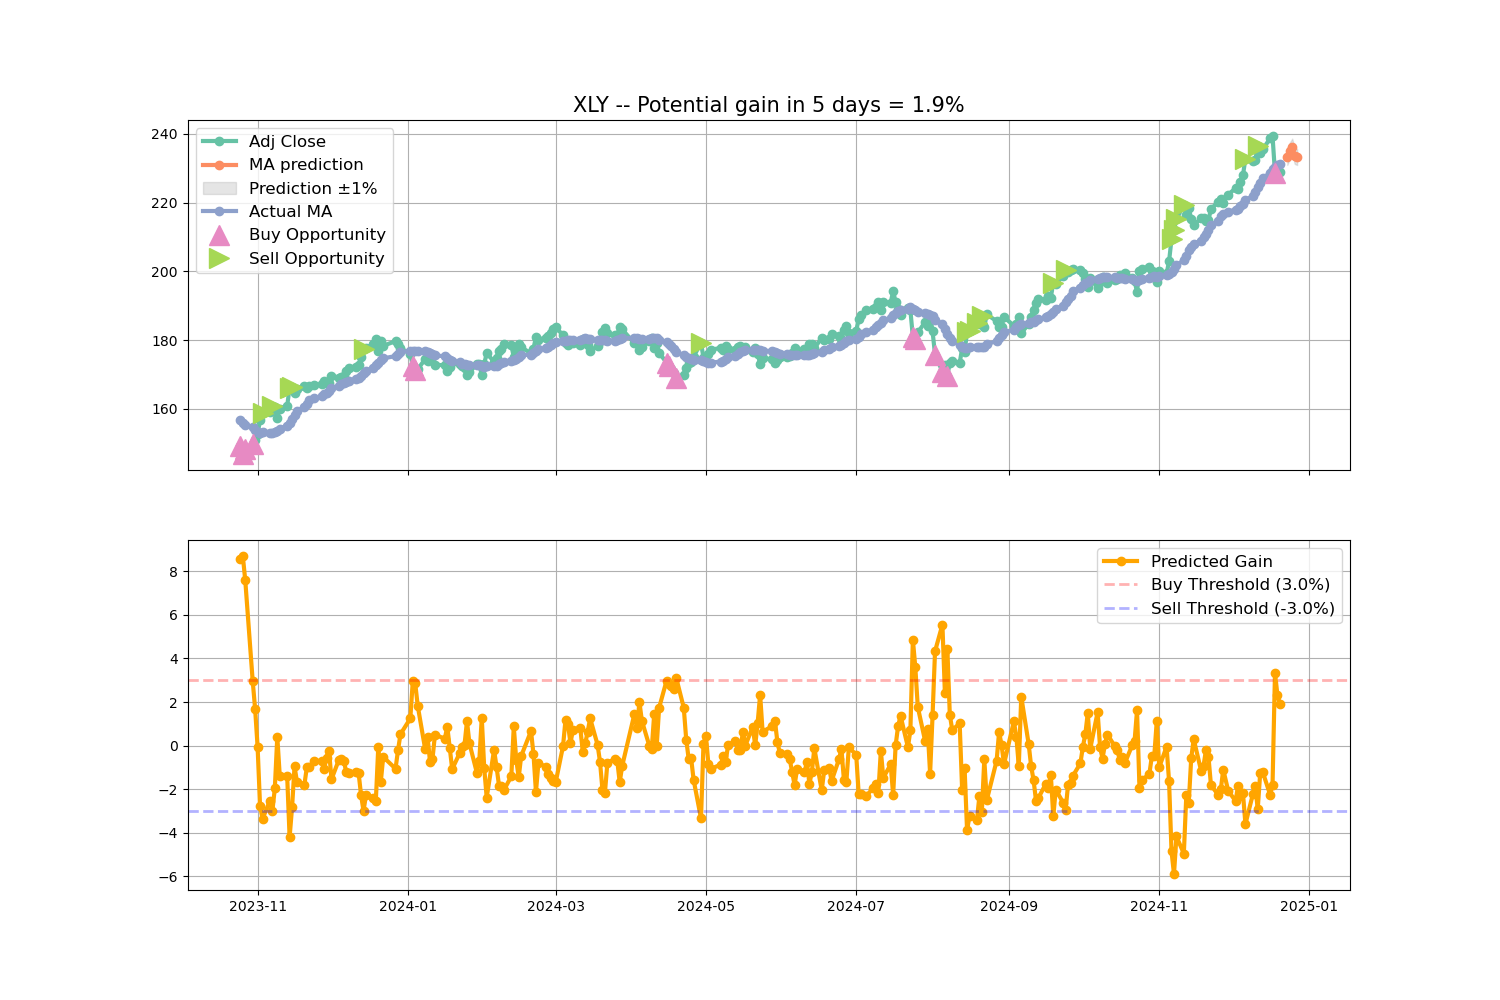 XLY -- Potential gain in 5 days = 1.9%
240
220
200
180
160
Adj Close
MA prediction
Prediction ±1%
Actual MA
Buy Opportunity
Sell Opportunity
8
6
4
2
0
−2
−4
−6
Predicted Gain
Buy Threshold (3.0%)
Sell Threshold (-3.0%)
2023-11
2024-01
2024-03
2024-05
2024-07
2024-09
2024-11
2025-01